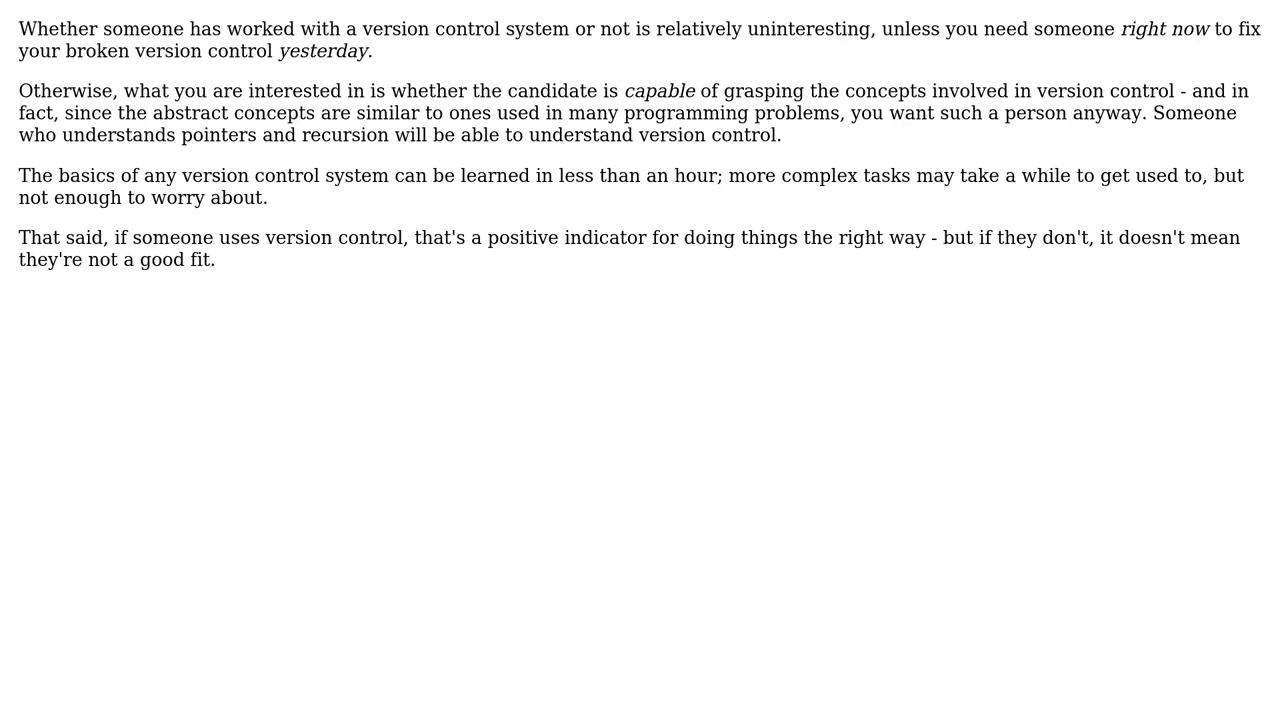 Whether someone has worked with a version control system or not is relatively uninteresting, unless you need someone right now to fix
your broken version control yesterday.
Otherwise, what you are interested in is whether the candidate is capable of grasping the concepts involved in version control - and in
fact, since the abstract concepts are similar to ones used in many programming problems, you want such a person anyway. Someone
who understands pointers and recursion will be able to understand version control.
The basics of any version control system can be learned in less than an hour; more complex tasks may take a while to get used to, but
not enough to worry about.
That said, if someone uses version control, that's a positive indicator for doing things the right way - but if they don't, it doesn't mean
they're not a good fit.